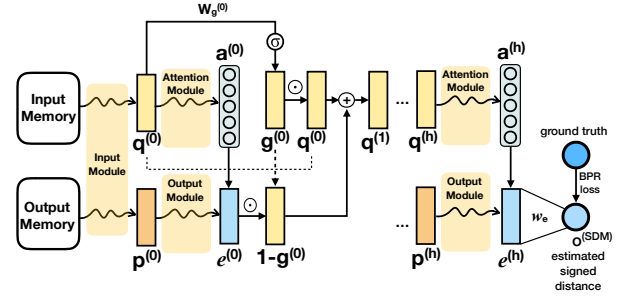 W_g^(0)
σ
a^(0)
a^(h)
Input
Memory
Attention
Module
q^(0)
g^(0)
⊙
q^(0)
+
q^(1)
...
q^(h)
Attention
Module
ground truth
Input
Module
BPR
loss
Output
Memory
Output
Module
p^(0)
e^(0)
⊙
1-g^(0)
...
p^(h)
Output
Module
e^(h)
w_e
o^(SDM)
estimated
signed
distance